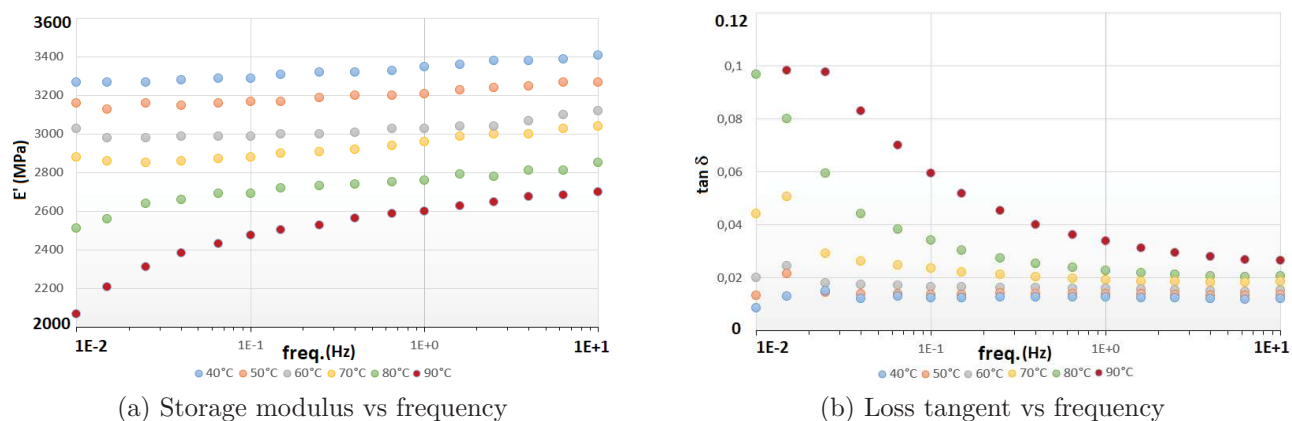 3600
3400
3200
3000
2800
2600
2400
2200
2000
E' (MPa)
1E-2
1E-1
1E+0
1E+1
freq.(Hz)
40°C 50°C 60°C 70°C 80°C 90°C
(a) Storage modulus vs frequency
0.12
0,1
0,08
0,06
0,04
0,02
0
tan δ
1E-2
1E-1
1E+0
1E+1
freq.(Hz)
40°C 50°C 60°C 70°C 80°C 90°C
(b) Loss tangent vs frequency